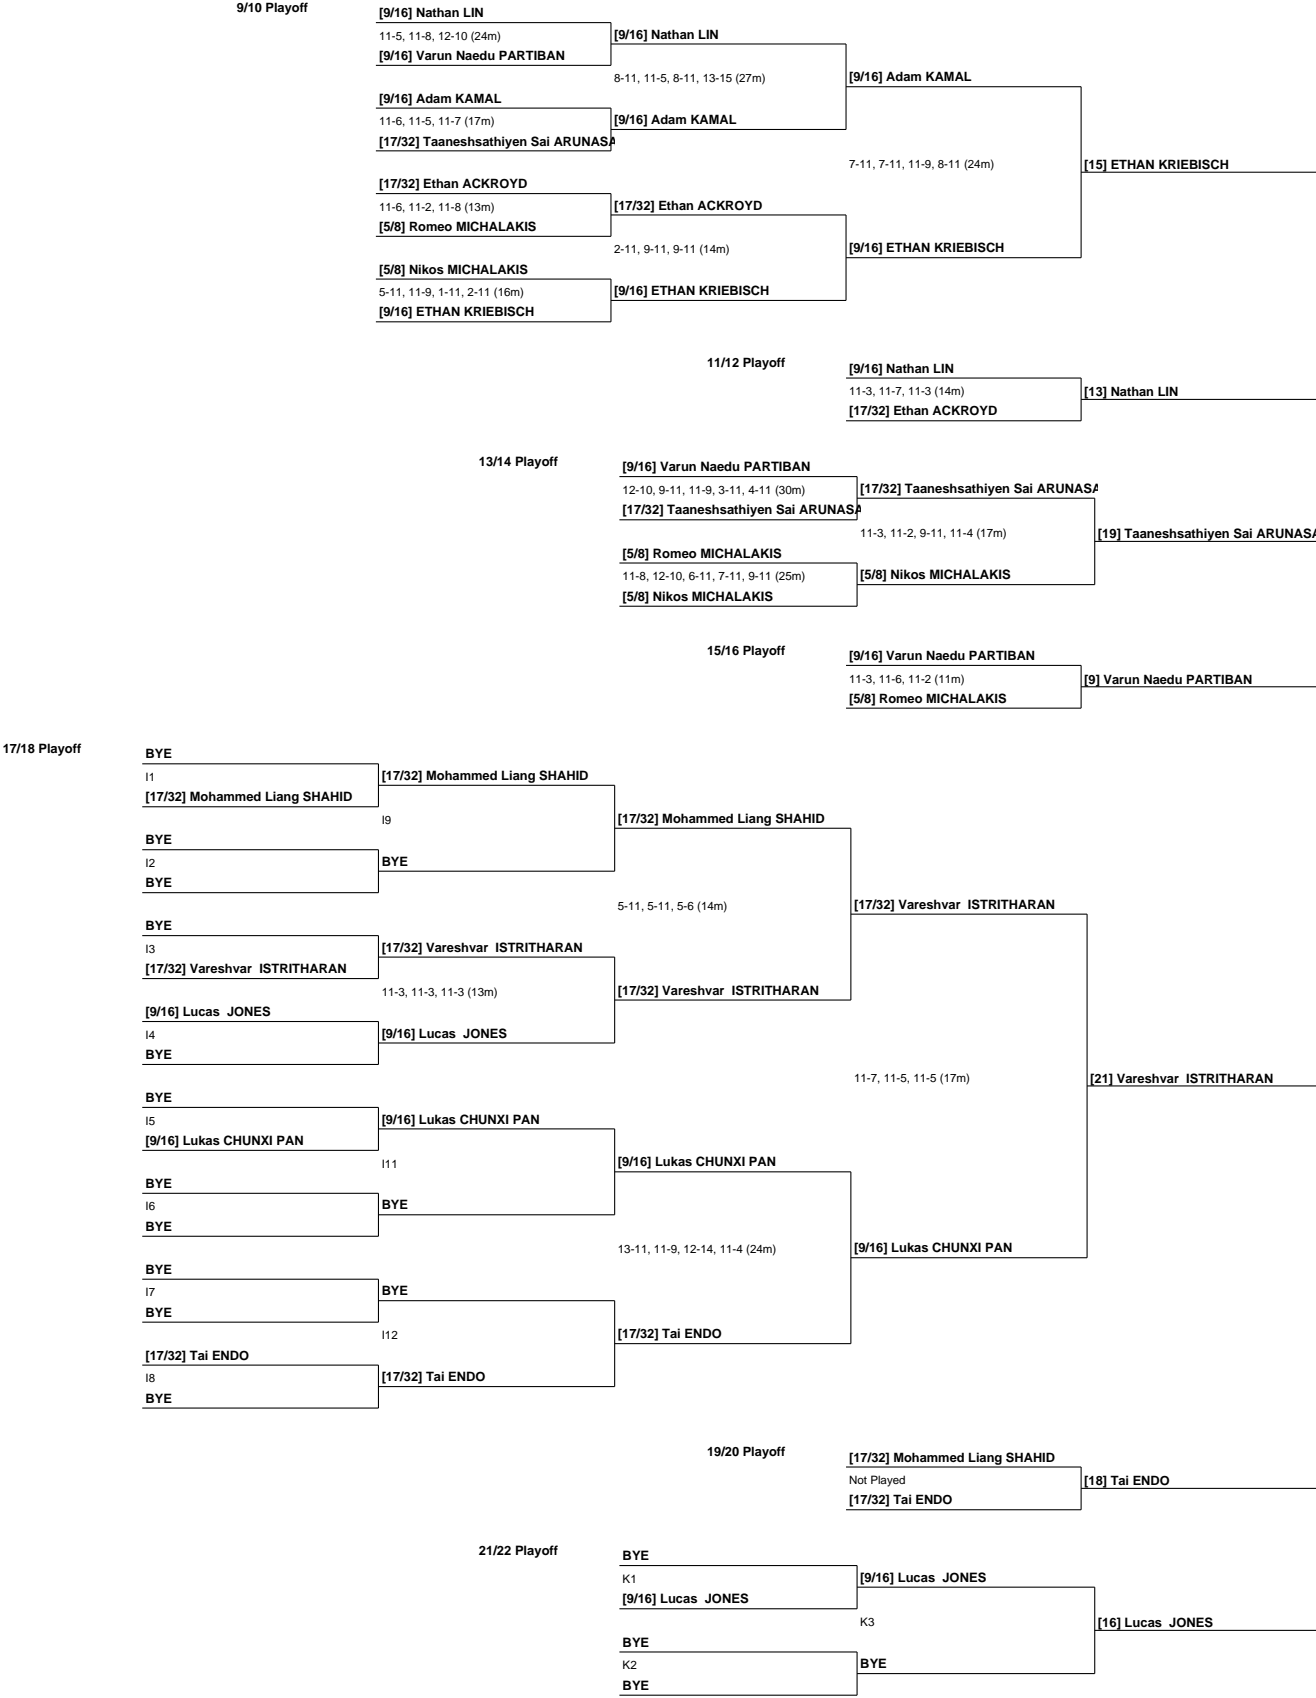 9/10 Playoff
[9/16] Nathan LIN
11-5, 11-8, 12-10 (24m)
[9/16] Varun Naedu PARTIBAN
[9/16] Nathan LIN
8-11, 11-5, 8-11, 13-15 (27m)
[9/16] Adam KAMAL
11-6, 11-5, 11-7 (17m)
[17/32] Taaneshsathiyen Sai ARUNASA
[9/16] Adam KAMAL
[9/16] Adam KAMAL
7-11, 7-11, 11-9, 8-11 (24m)
[15] ETHAN KRIEBISCH
[17/32] Ethan ACKROYD
11-6, 11-2, 11-8 (13m)
[5/8] Romeo MICHALAKIS
[17/32] Ethan ACKROYD
2-11, 9-11, 9-11 (14m)
[9/16] ETHAN KRIEBISCH
[5/8] Nikos MICHALAKIS
5-11, 11-9, 1-11, 2-11 (16m)
[9/16] ETHAN KRIEBISCH
[9/16] ETHAN KRIEBISCH
11/12 Playoff
[9/16] Nathan LIN
11-3, 11-7, 11-3 (14m)
[17/32] Ethan ACKROYD
[13] Nathan LIN
13/14 Playoff
[9/16] Varun Naedu PARTIBAN
12-10, 9-11, 11-9, 3-11, 4-11 (30m)
[17/32] Taaneshsathiyen Sai ARUNASA
[17/32] Taaneshsathiyen Sai ARUNASA
11-3, 11-2, 9-11, 11-4 (17m)
[19] Taaneshsathiyen Sai ARUNASA
[5/8] Romeo MICHALAKIS
11-8, 12-10, 6-11, 7-11, 9-11 (25m)
[5/8] Nikos MICHALAKIS
[5/8] Nikos MICHALAKIS
15/16 Playoff
[9/16] Varun Naedu PARTIBAN
11-3, 11-6, 11-2 (11m)
[5/8] Romeo MICHALAKIS
[9] Varun Naedu PARTIBAN
17/18 Playoff
BYE
I1
[17/32] Mohammed Liang SHAHID
[17/32] Mohammed Liang SHAHID
I9
[17/32] Mohammed Liang SHAHID
BYE
I2
BYE
BYE
5-11, 5-11, 5-6 (14m)
[17/32] Vareshvar  ISTRITHARAN
BYE
I3
[17/32] Vareshvar  ISTRITHARAN
[17/32] Vareshvar  ISTRITHARAN
11-3, 11-3, 11-3 (13m)
[17/32] Vareshvar  ISTRITHARAN
[9/16] Lucas  JONES
I4
BYE
[9/16] Lucas  JONES
11-7, 11-5, 11-5 (17m)
[21] Vareshvar  ISTRITHARAN
BYE
I5
[9/16] Lukas CHUNXI PAN
[9/16] Lukas CHUNXI PAN
I11
[9/16] Lukas CHUNXI PAN
BYE
I6
BYE
BYE
13-11, 11-9, 12-14, 11-4 (24m)
[9/16] Lukas CHUNXI PAN
BYE
I7
BYE
BYE
I12
[17/32] Tai ENDO
[17/32] Tai ENDO
I8
BYE
[17/32] Tai ENDO
19/20 Playoff
[17/32] Mohammed Liang SHAHID
Not Played
[17/32] Tai ENDO
[18] Tai ENDO
21/22 Playoff
BYE
K1
[9/16] Lucas  JONES
[9/16] Lucas  JONES
K3
[16] Lucas  JONES
BYE
K2
BYE
BYE